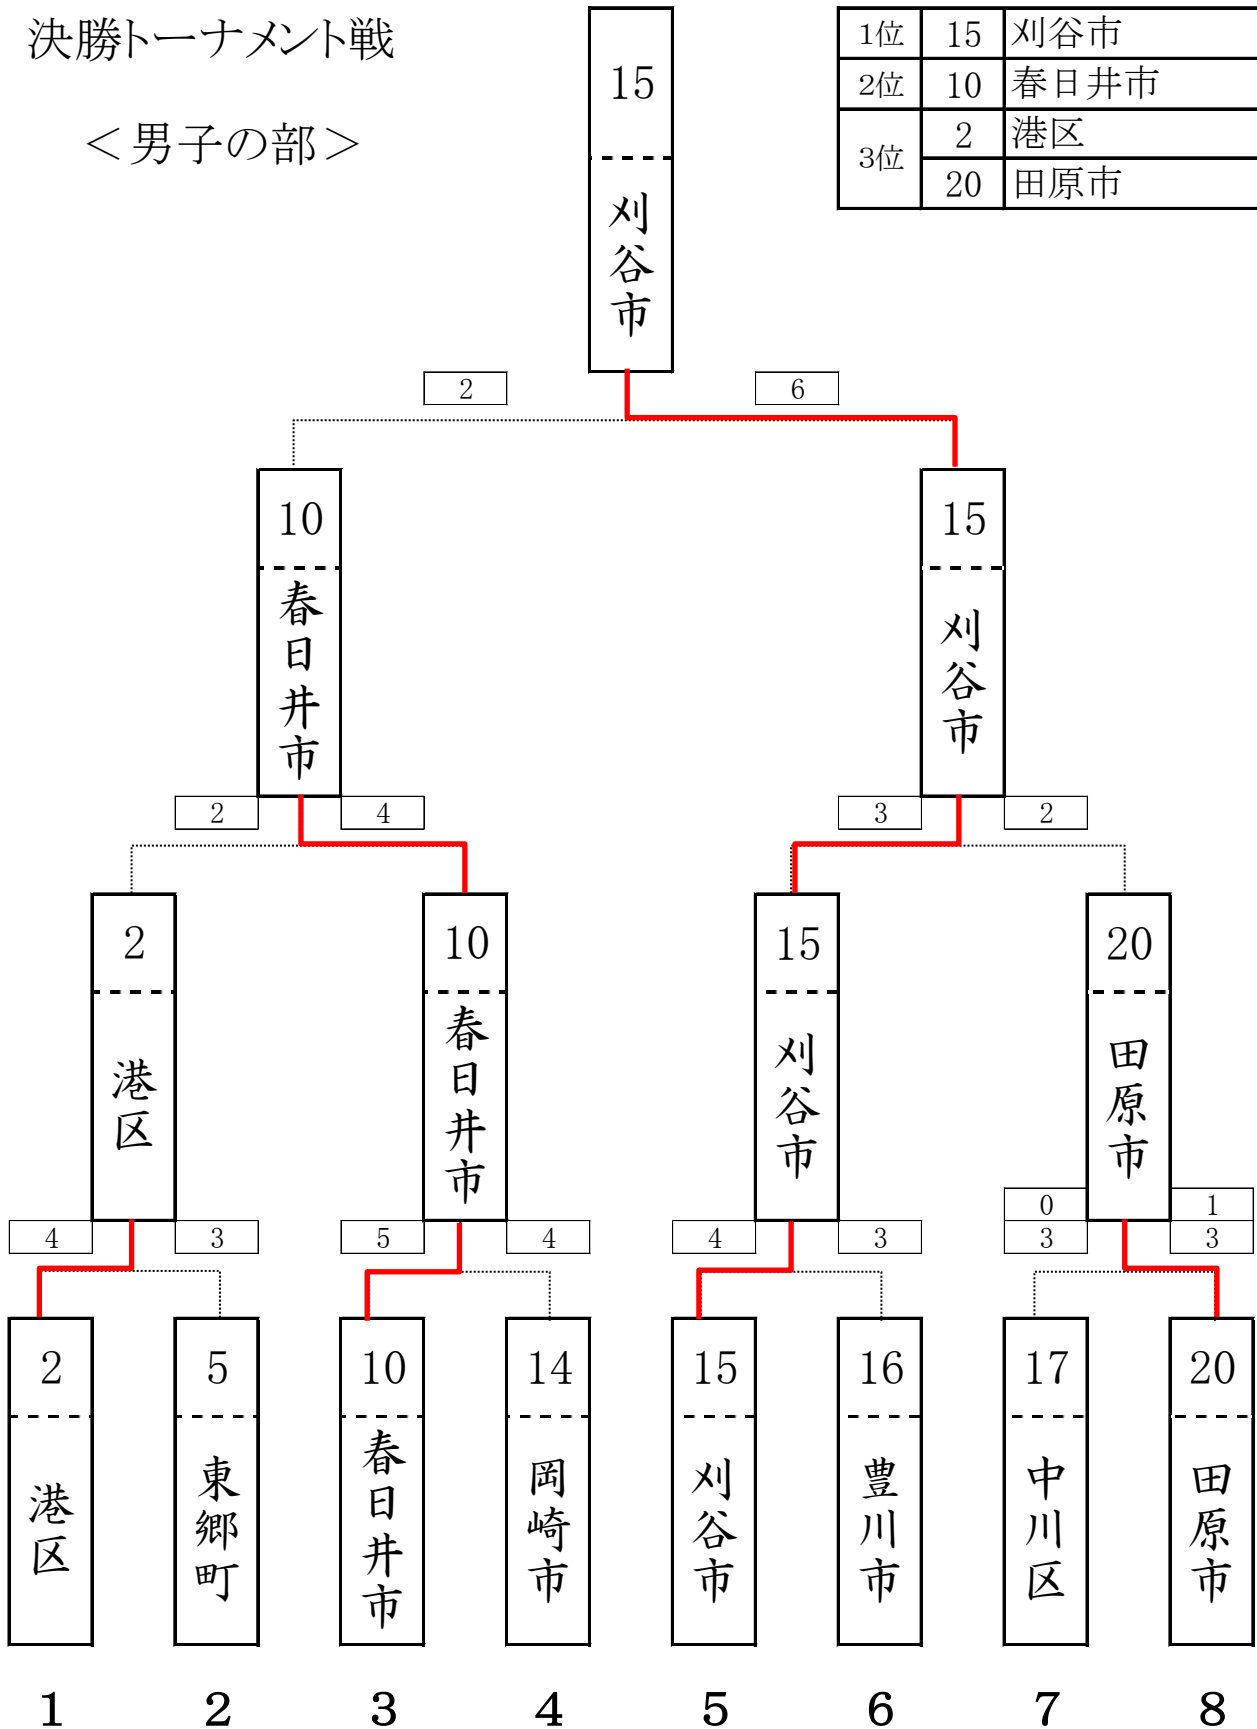 決勝トーナメント戦
＜男子の部＞
1位 15 刈谷市
2位 10 春日井市
3位 2 港区
20 田原市
15
刈谷市
2 6
10 15
春日井市 刈谷市
2 4 3 2
2 10 15 20
港区 春日井市 刈谷市 田原市
0 1
4 3 5 4 4 3 3 3
2 5 10 14 15 16 17 20
港区 東郷町 春日井市 岡崎市 刈谷市 豊川市 中川区 田原市
1 2 3 4 5 6 7 8